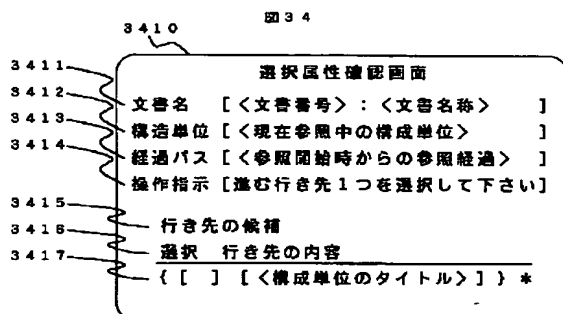 図34
3410
選択属性確認画面
3411
3412
文書名 [<文書番号>:<文書名称> ]
3413
構造単位 [<現在参照中の構成単位> ]
3414
経過パス [<参照開始時からの参照経過> ]
操作指示 [進む行き先1つを選択して下さい]
3415
行き先の候補
3416
選択 行き先の内容
3417
{ [ ] [<構成単位のタイトル>] } *